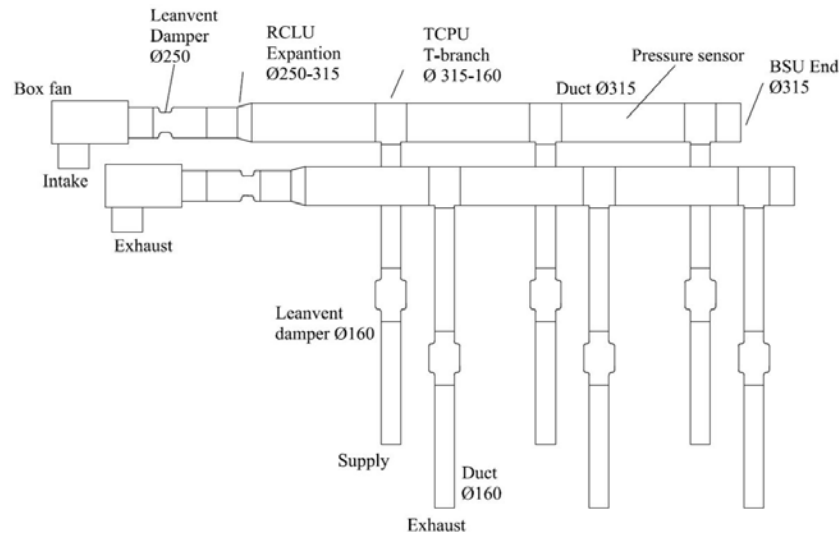 Leanvent
Damper
Ø250
RCLU
Expantion
Ø250-315
TCPU
T-branch
Ø 315-160
Pressure sensor
BSU End
Ø315
Duct Ø315
Box fan
Intake
Exhaust
Leanvent
damper Ø160
Supply
Duct
Ø160
Exhaust